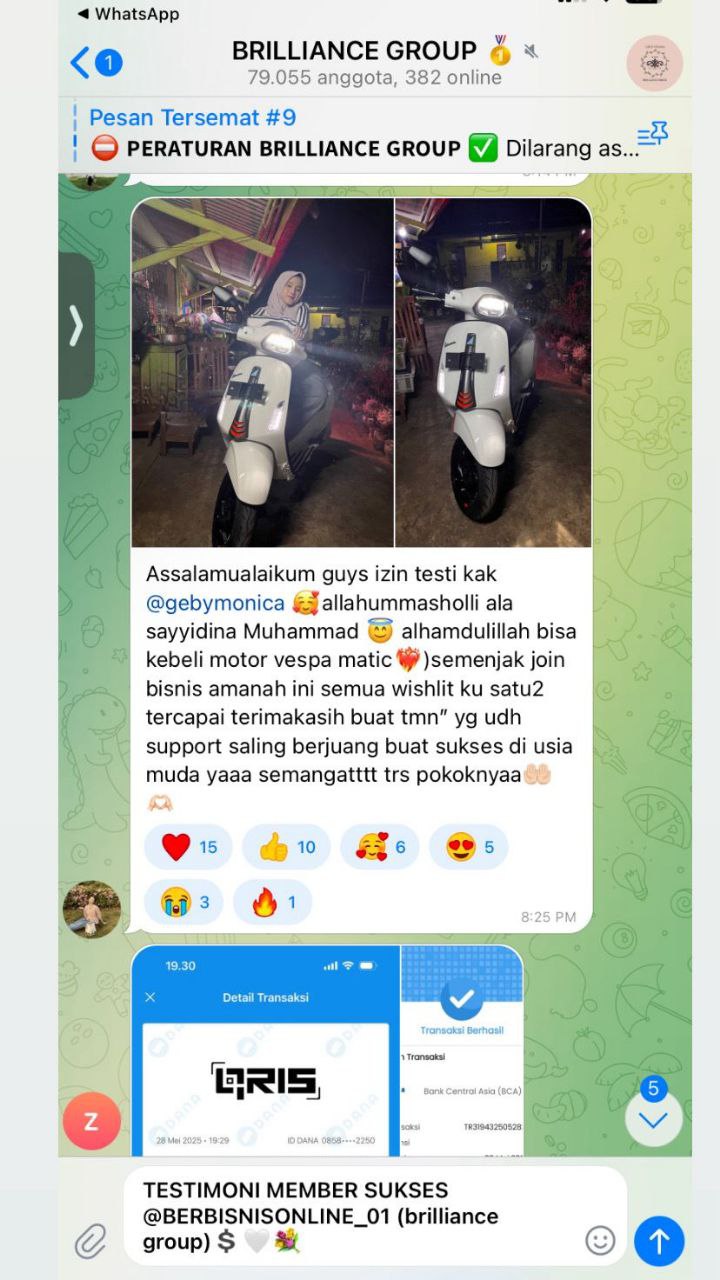 ◀ WhatsApp
1
BRILLIANCE GROUP 🏅
79.055 anggota, 382 online
Pesan Tersemat #9
⛔ PERATURAN BRILLIANCE GROUP ✅ Dilarang as...
Assalamualaikum guys izin testi kak
@gebymonica 🥰allahummasholli ala
sayyidina Muhammad 😇 alhamdulillah bisa
kebeli motor vespa matic❤️‍🔥)semenjak join
bisnis amanah ini semua wishlit ku satu2
tercapai terimakasih buat tmn” yg udh
support saling berjuang buat sukses di usia
muda yaaa semangatttt trs pokoknyaa🤲🏻
🫶🏻
❤️ 15 👍 10 🥰 6 😍 5
😭 3 🔥 1
8:25 PM
19.30
Detail Transaksi
QRIS
DANA
28 Mei 2025 • 19:29 ID DANA 0858····2250
Transaksi Berhasil
Transaksi
Bank Central Asia (BCA)
TR31943250528
5
Z
TESTIMONI MEMBER SUKSES
@BERBISNISONLINE_01 (brilliance
group) $ 🤍💐